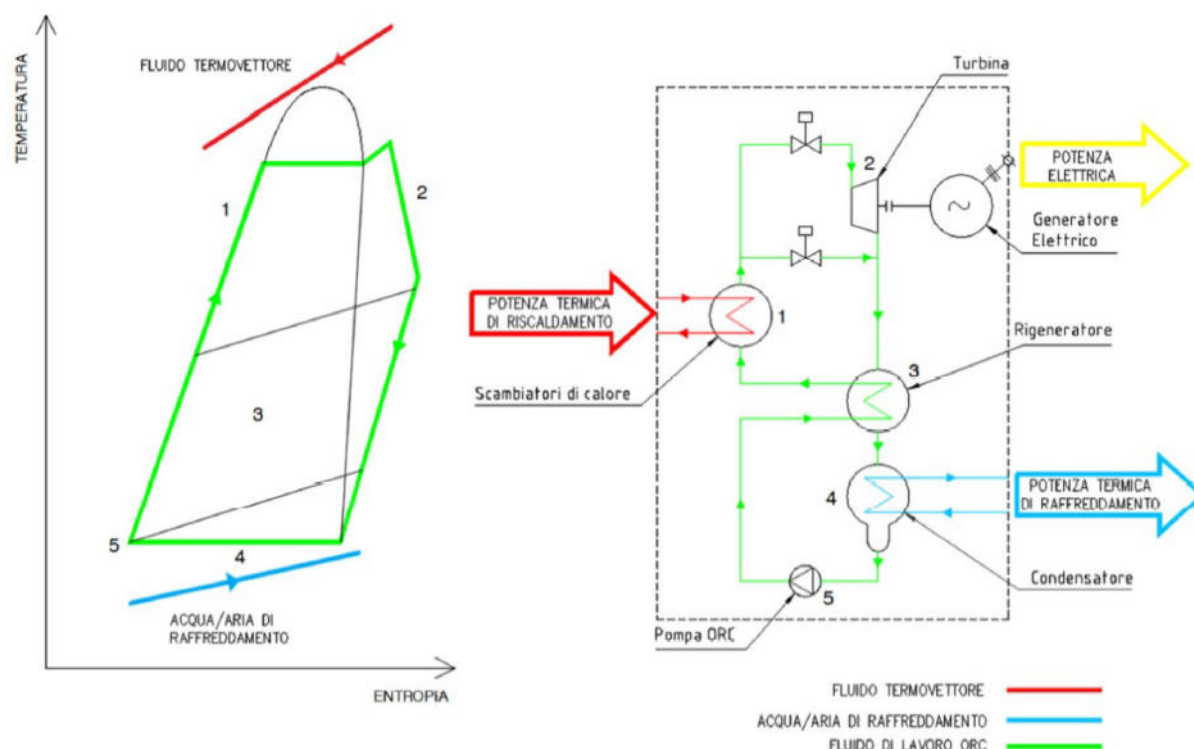 TEMPERATURA
FLUIDO TERMOVETTORE
1
2
3
5
4
ACQUA/ARIA DI
RAFFREDDAMENTO
ENTROPIA
Turbina
2
POTENZA
ELETTRICA
Generatore
Elettrico
POTENZA TERMICA
DI RISCALDAMENTO
1
Scambiatori di calore
Rigeneratore
3
4
POTENZA TERMICA
DI RAFFREDDAMENTO
Condensatore
5
Pompa ORC
FLUIDO TERMOVETTORE
ACQUA/ARIA DI RAFFREDDAMENTO
FLUIDO DI LAVORO ORC